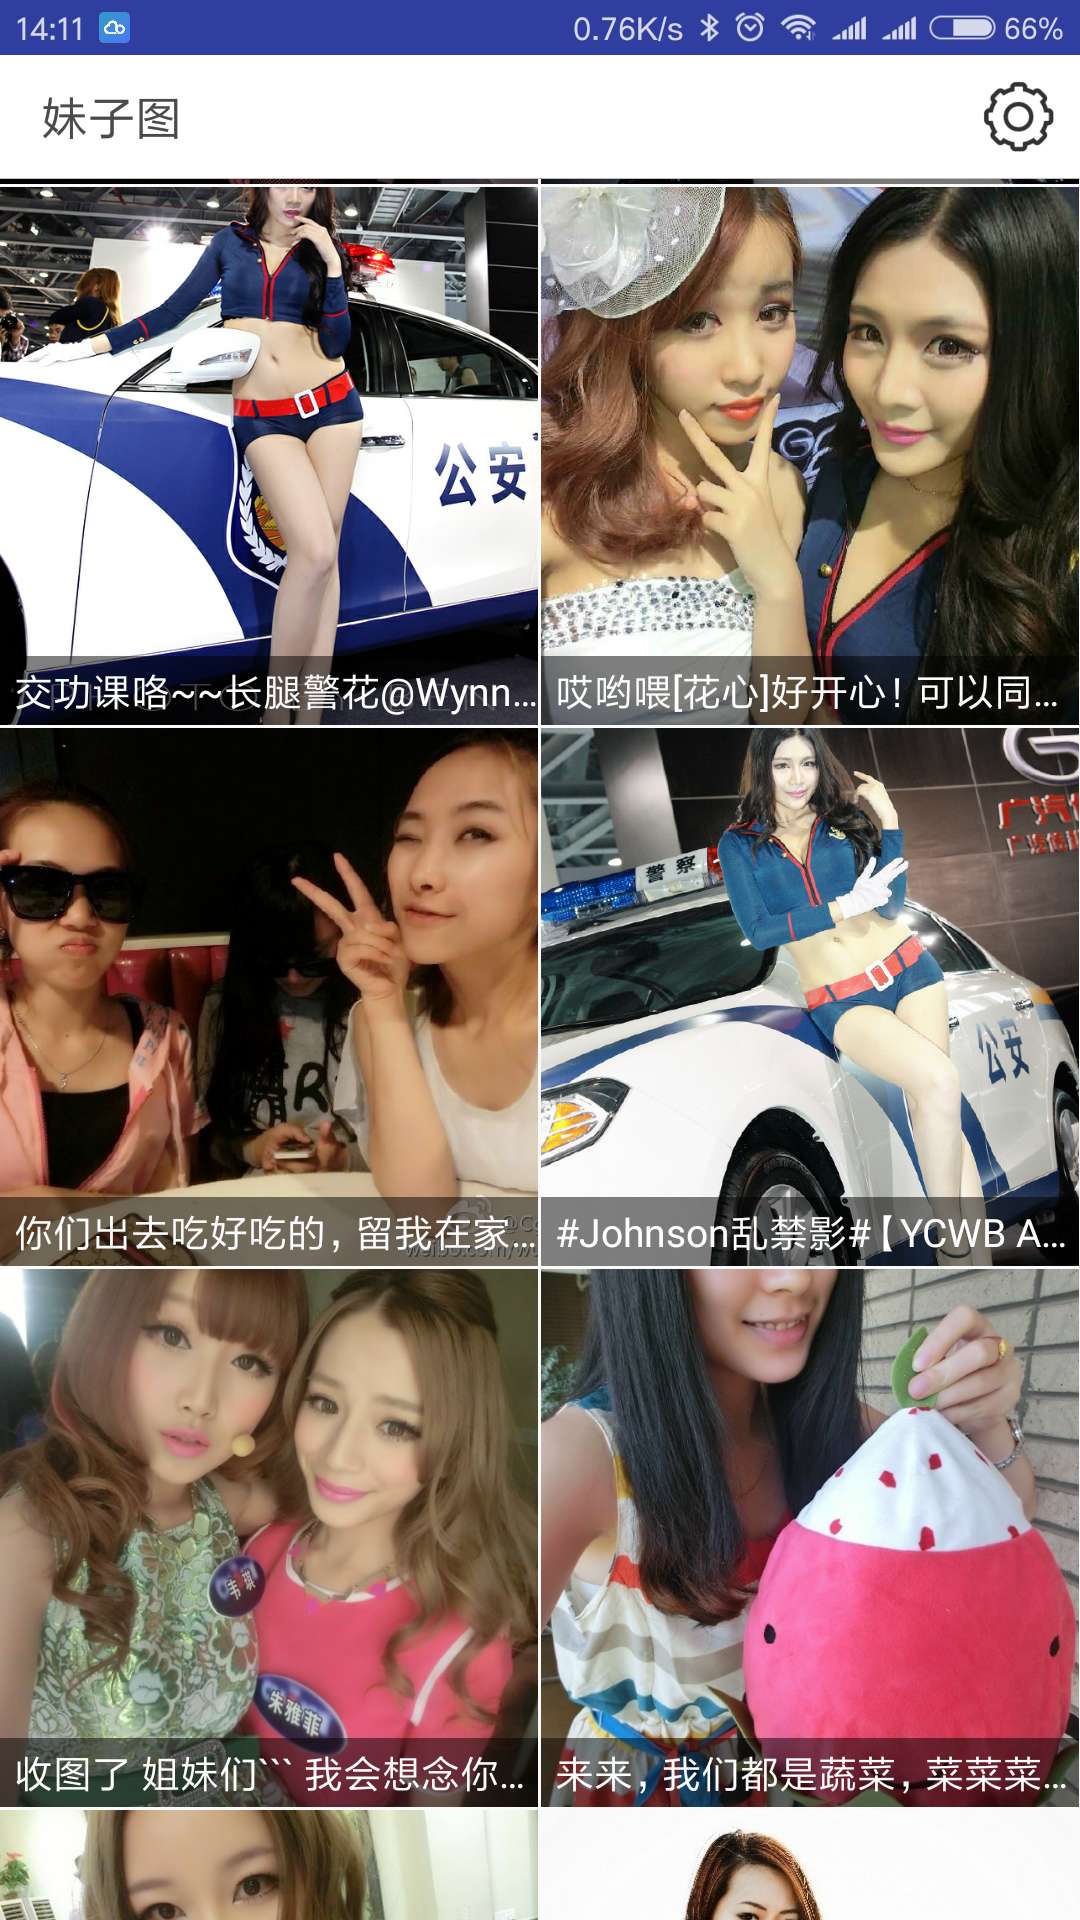 14:11
0.76K/s
66%
妹子图
公安
交功课咯~~长腿警花@Wynn...
哎哟喂[花心]好开心！可以同...
警察
公安
你们出去吃好吃的，留我在家...
#Johnson乱禁影#【YCWB A...
韦琪
朱雅菲
收图了 姐妹们``` 我会想念你...
来来，我们都是蔬菜，菜菜菜...